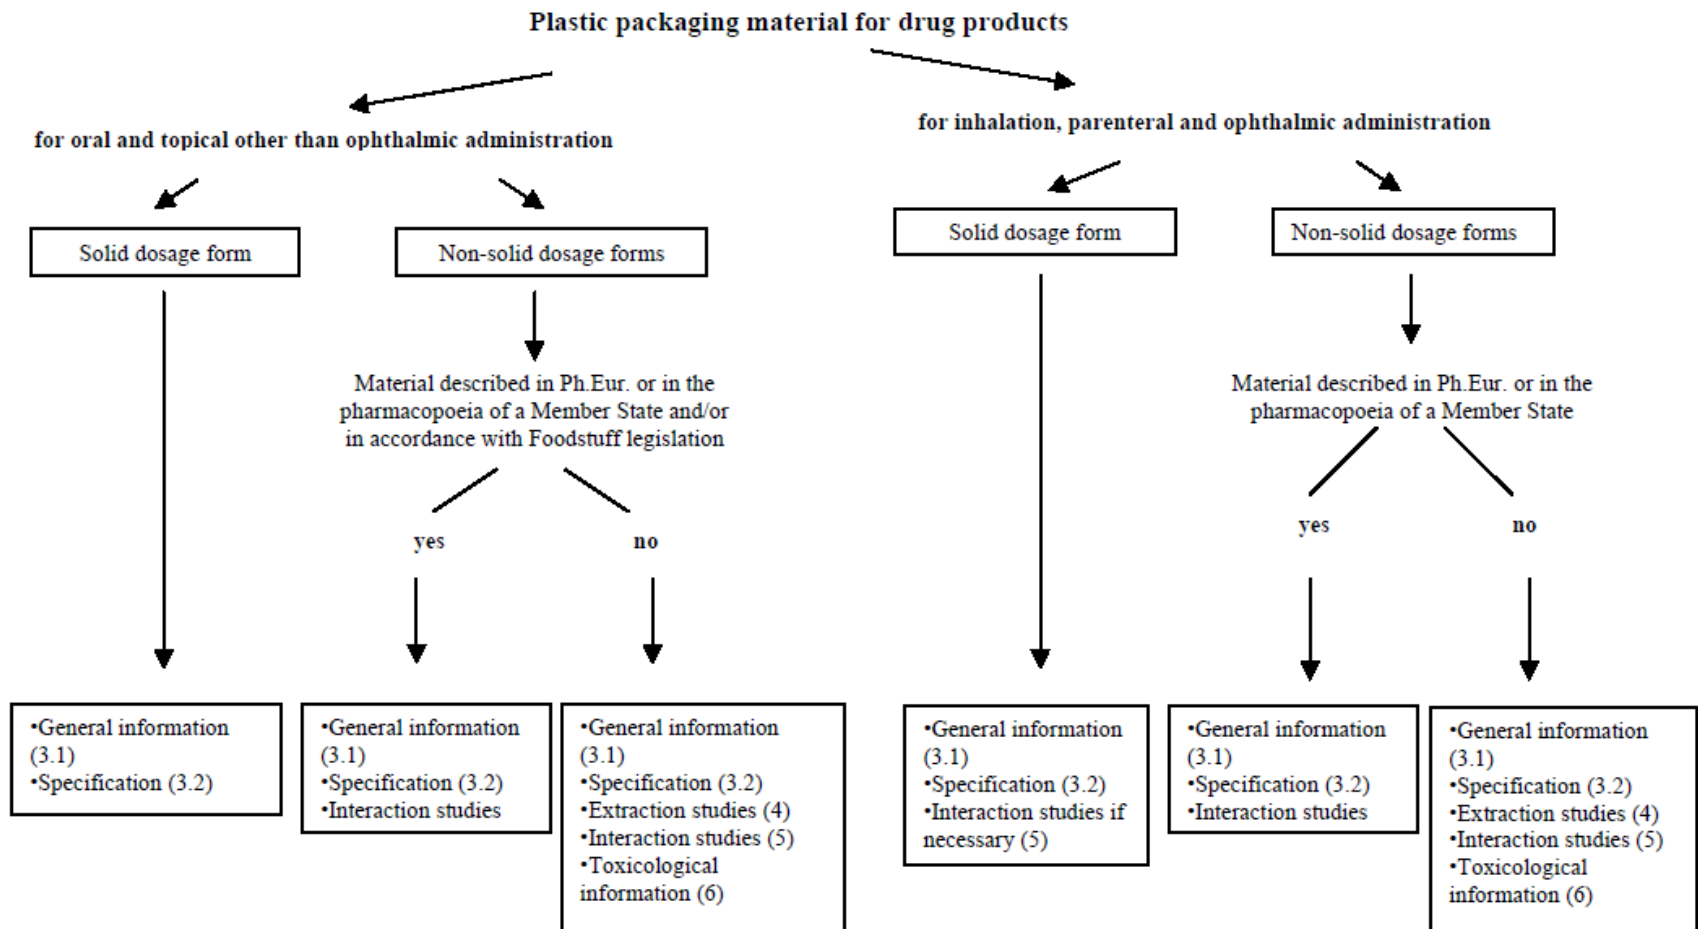 Plastic packaging material for drug products
for oral and topical other than ophthalmic administration
for inhalation, parenteral and ophthalmic administration
Solid dosage form
Non-solid dosage forms
Solid dosage form
Non-solid dosage forms
Material described in Ph.Eur. or in the
pharmacopoeia of a Member State and/or
in accordance with Foodstuff legislation
Material described in Ph.Eur. or in the
pharmacopoeia of a Member State
yes
no
yes
no
•General information
(3.1)
•Specification (3.2)
•General information
(3.1)
•Specification (3.2)
•Interaction studies
•General information
(3.1)
•Specification (3.2)
•Extraction studies (4)
•Interaction studies (5)
•Toxicological
information (6)
•General information
(3.1)
•Specification (3.2)
•Interaction studies if
necessary (5)
•General information
(3.1)
•Specification (3.2)
•Interaction studies
•General information
(3.1)
•Specification (3.2)
•Extraction studies (4)
•Interaction studies (5)
•Toxicological
information (6)